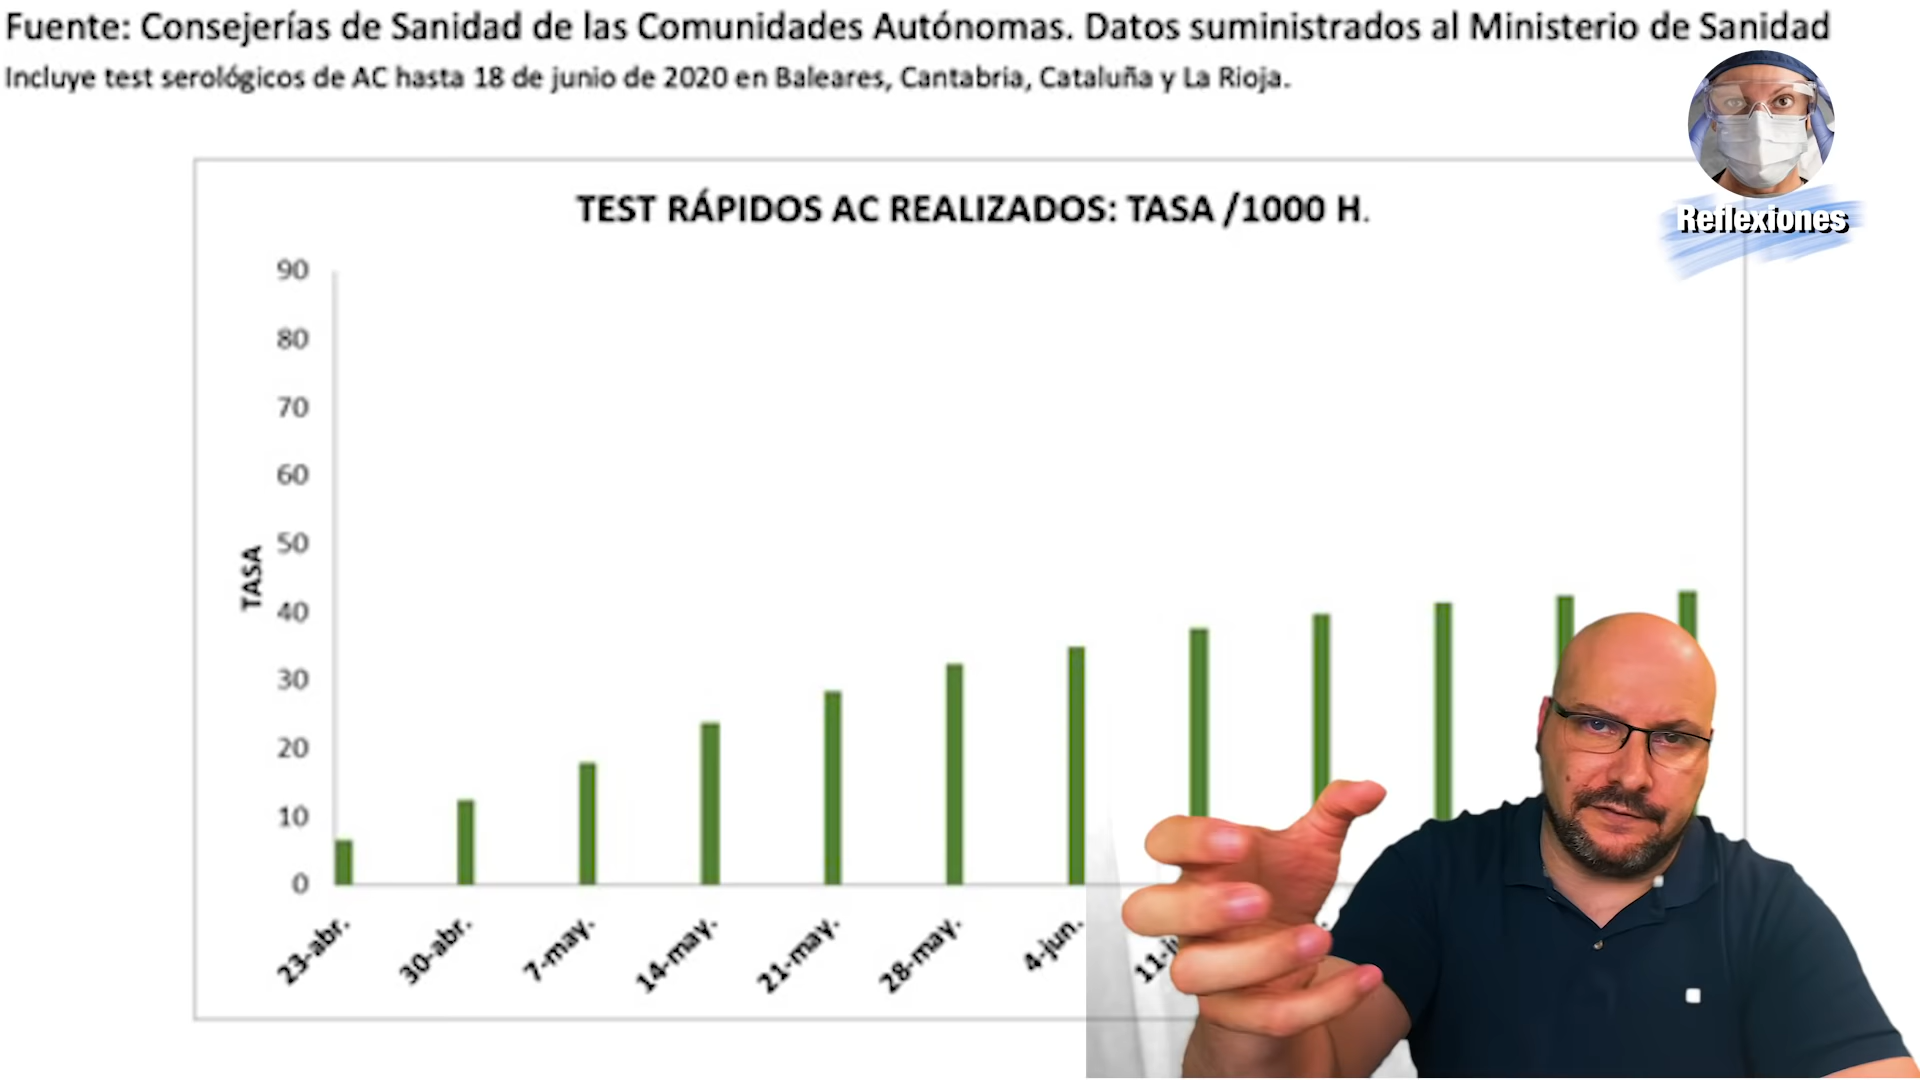 Fuente: Consejerías de Sanidad de las Comunidades Autónomas. Datos suministrados al Ministerio de Sanidad
Incluye test serológicos de AC hasta 18 de junio de 2020 en Baleares, Cantabria, Cataluña y La Rioja.
Reflexiones
TEST RÁPIDOS AC REALIZADOS: TASA /1000 H.
90
80
70
60
50
40
30
20
10
0
TASA
23-abr.
30-abr.
7-may.
14-may.
21-may.
28-may.
4-jun.